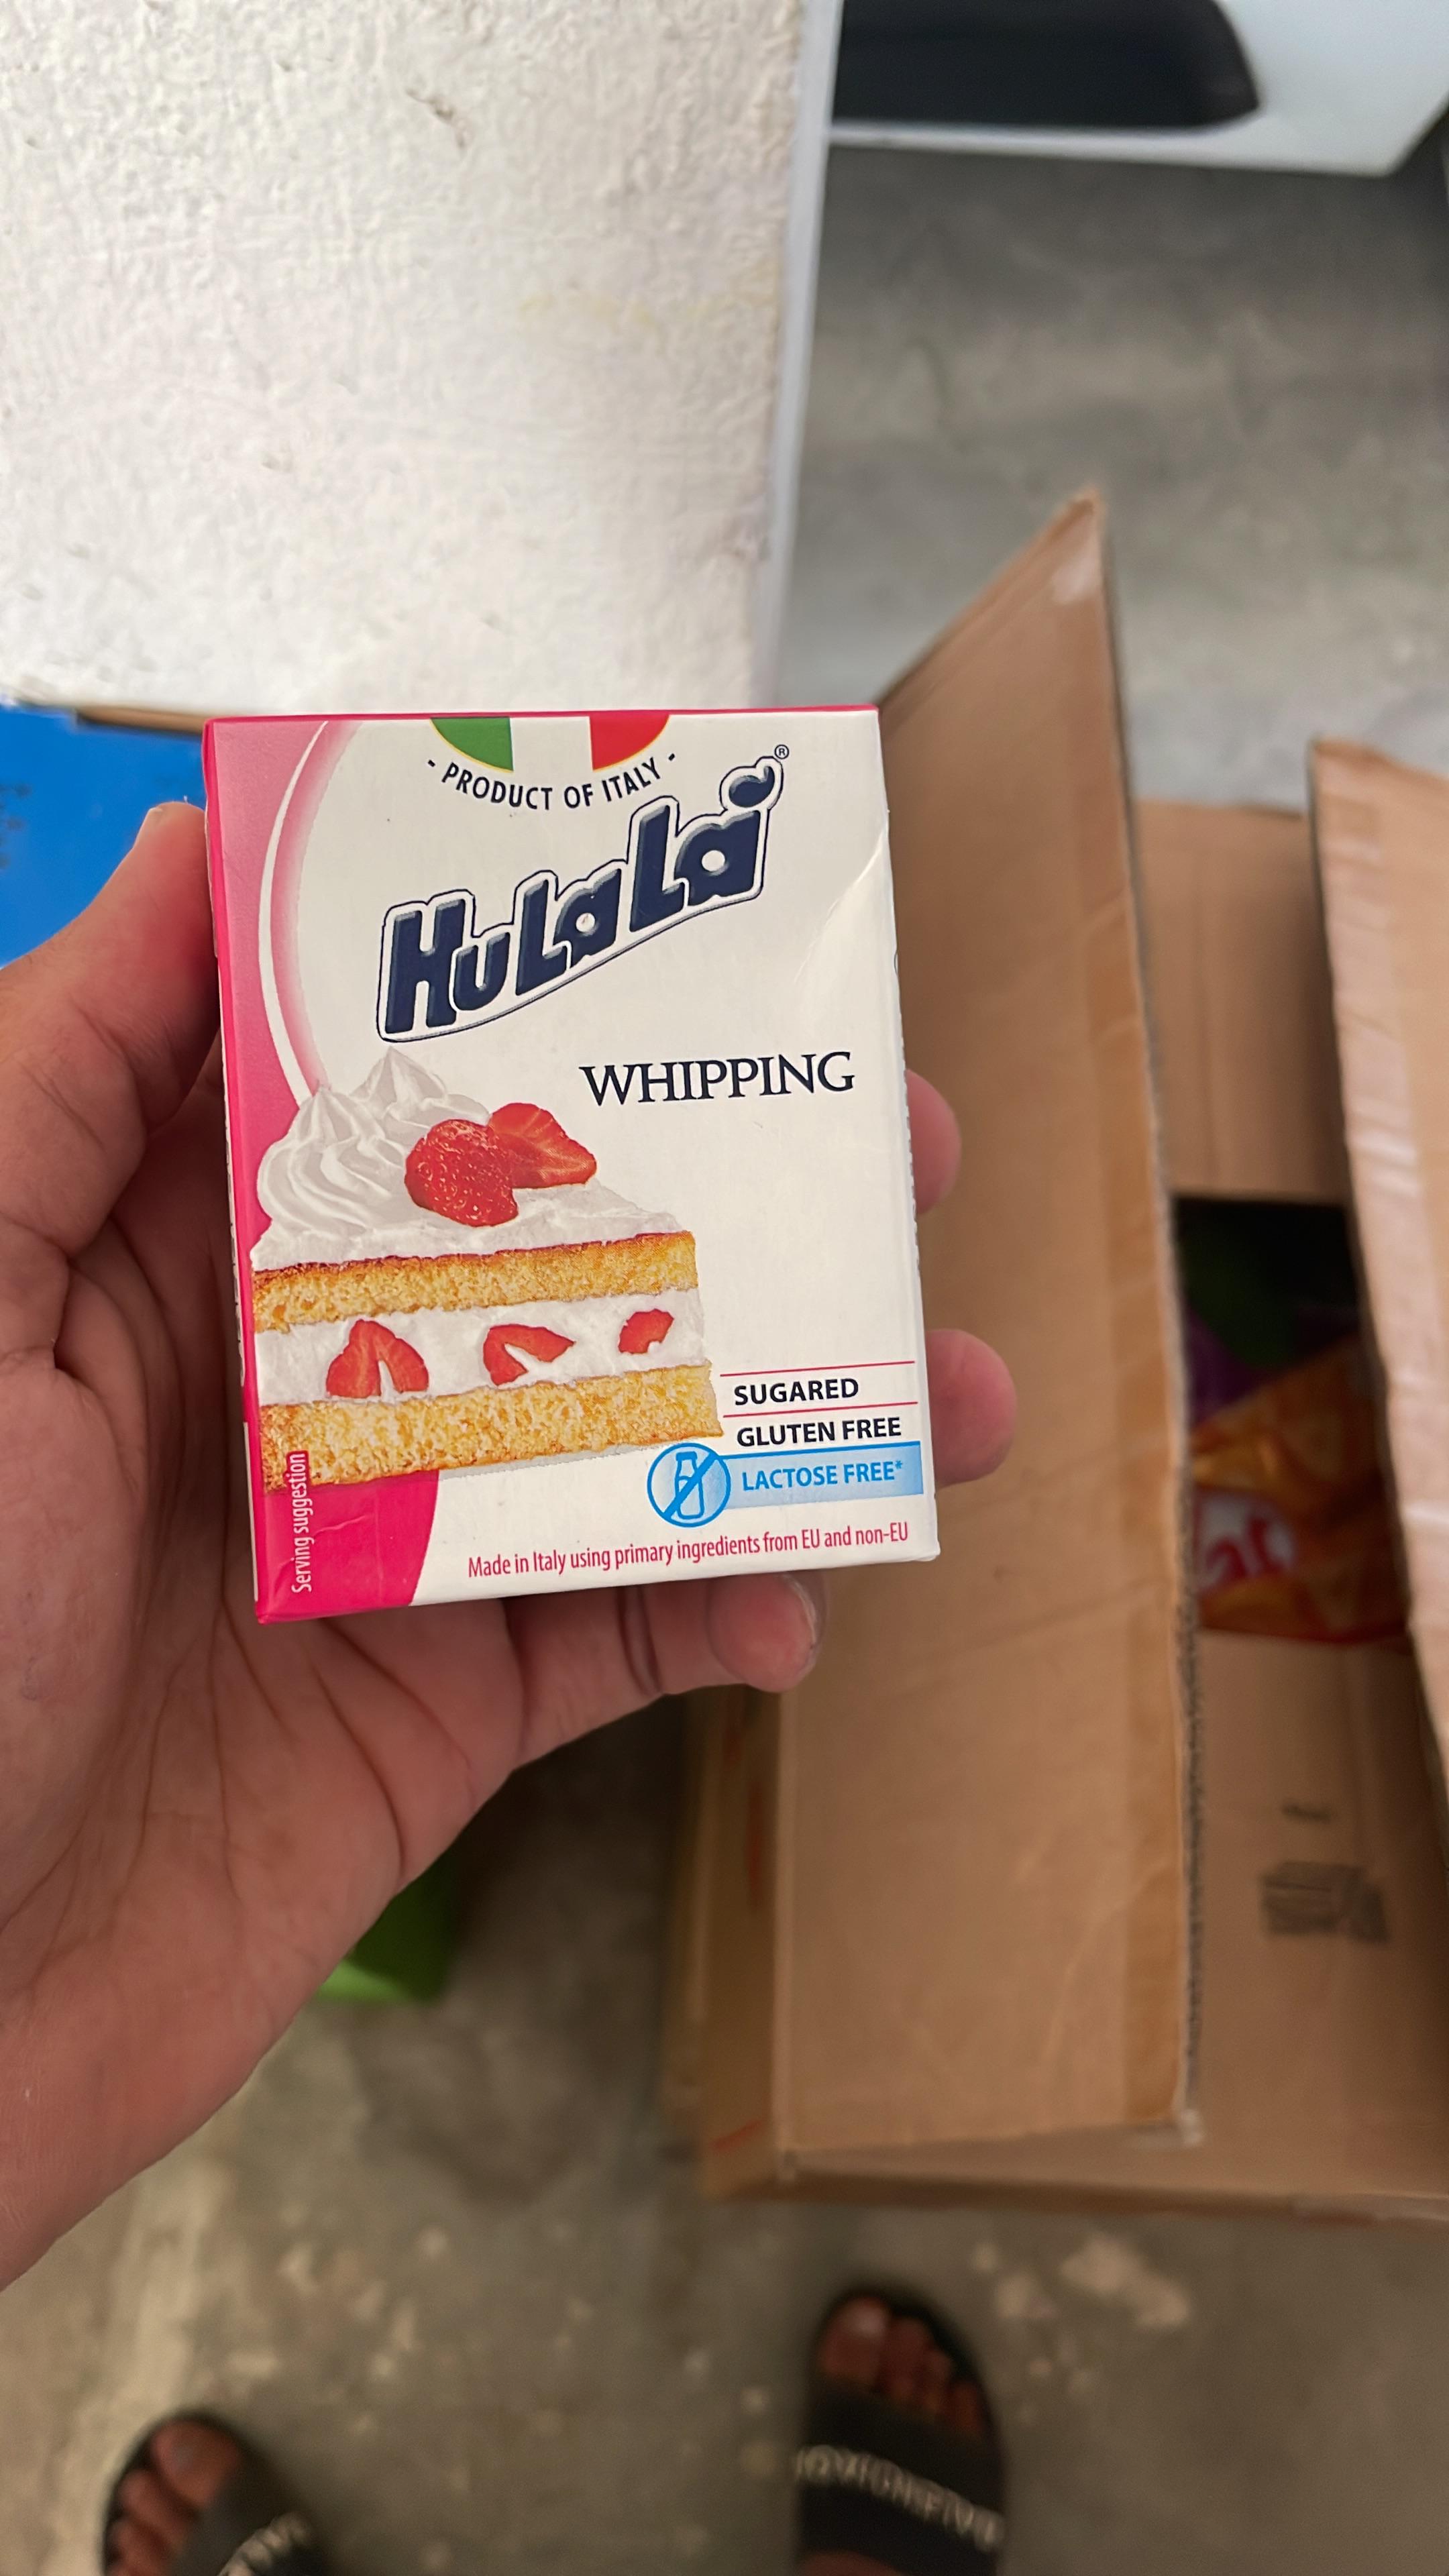 - PRODUCT OF ITALY -
HuLaLà®
WHIPPING
SUGARED
GLUTEN FREE
LACTOSE FREE*
Serving suggestion
Made in Italy using primary ingredients from EU and non-EU